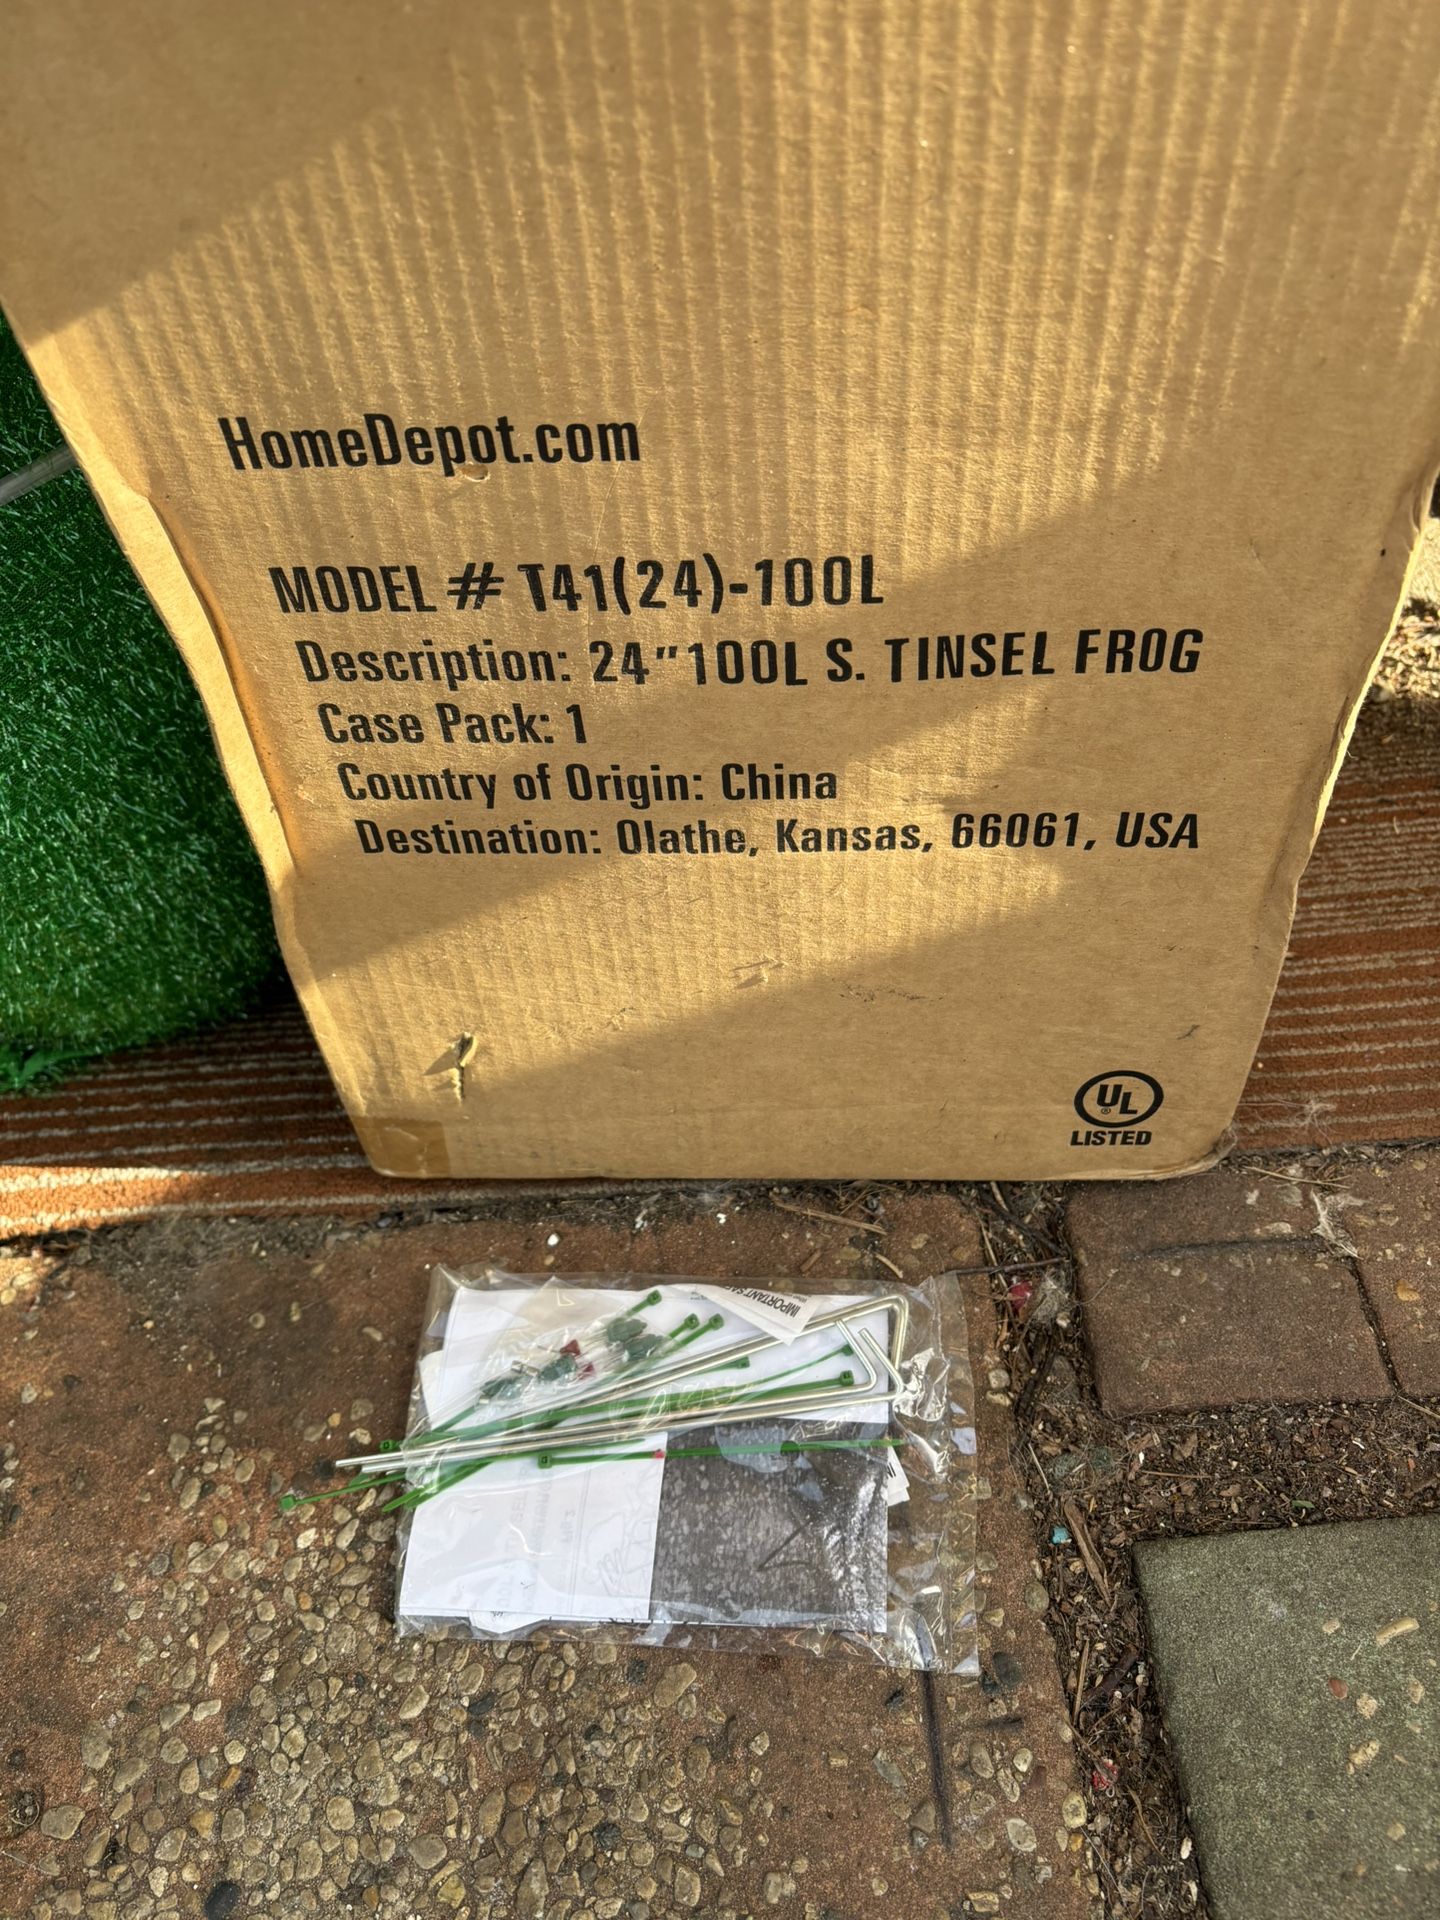 HomeDepot.com
MODEL # T41(24)-100L
Description: 24"100L S. TINSEL FROG
Case Pack: 1
Country of Origin: China
Destination: Olathe, Kansas, 66061, USA
UL
®
LISTED
IMPORTANT